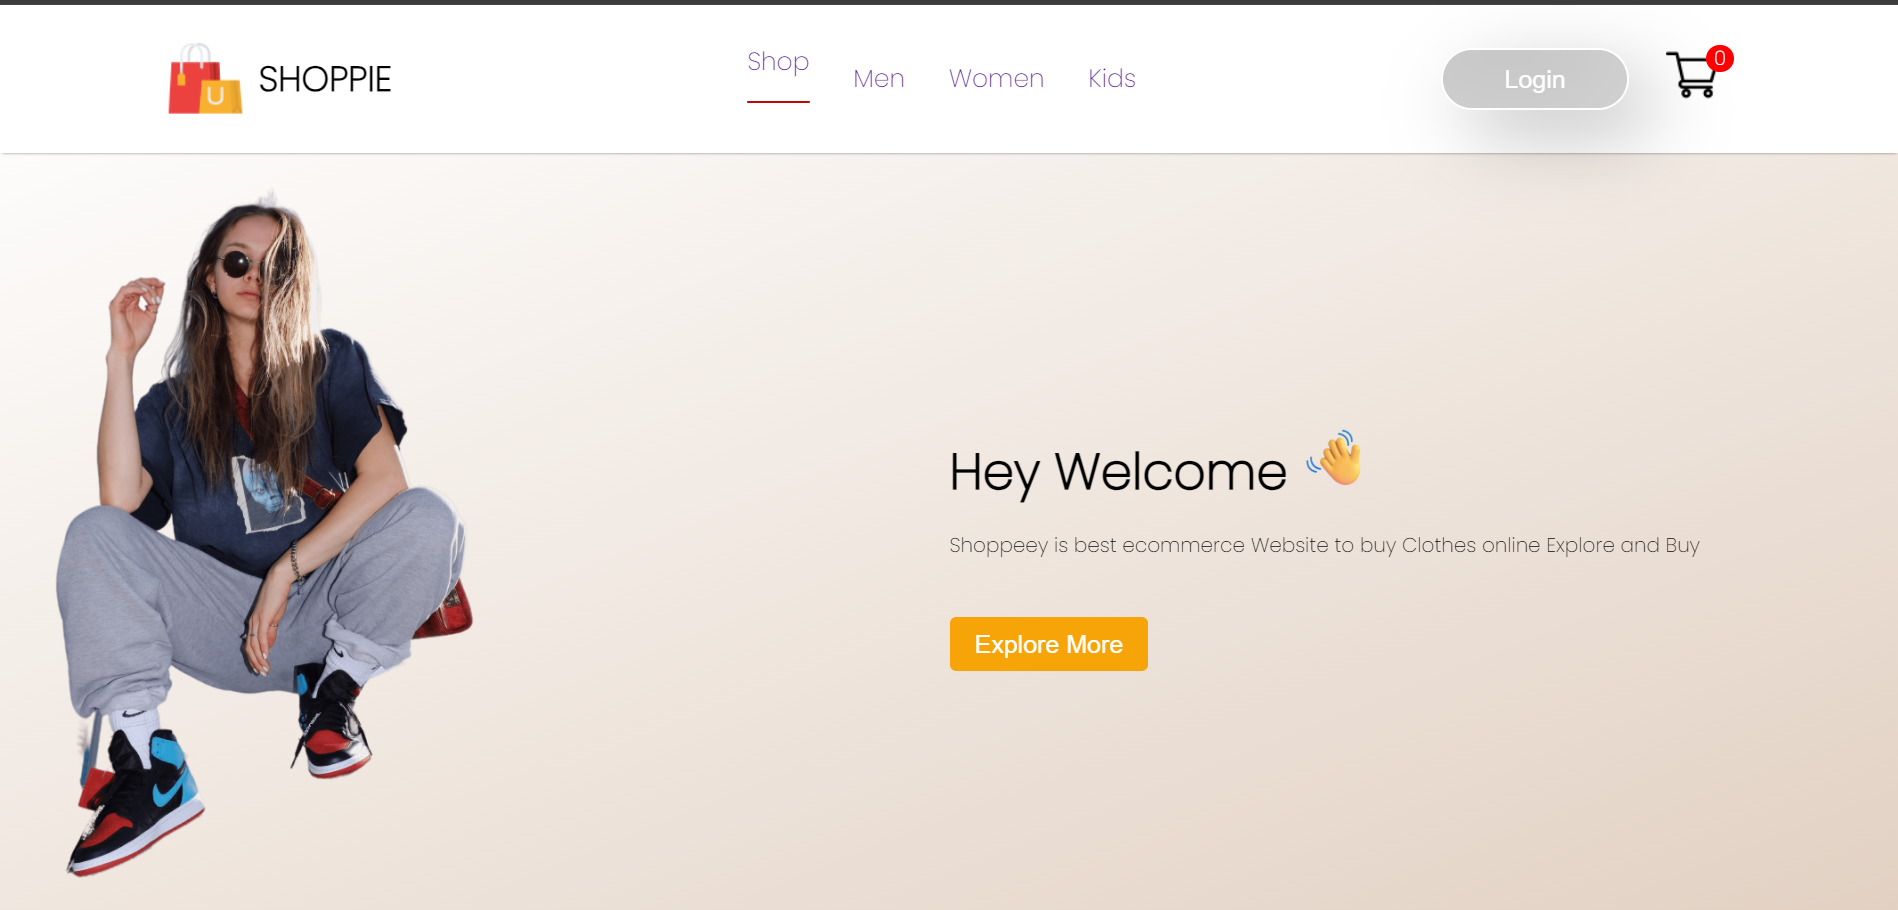 U
SHOPPIE
Shop
Men
Women
Kids
Login
0
Hey Welcome
Shoppeey is best ecommerce Website to buy Clothes online Explore and Buy
Explore More